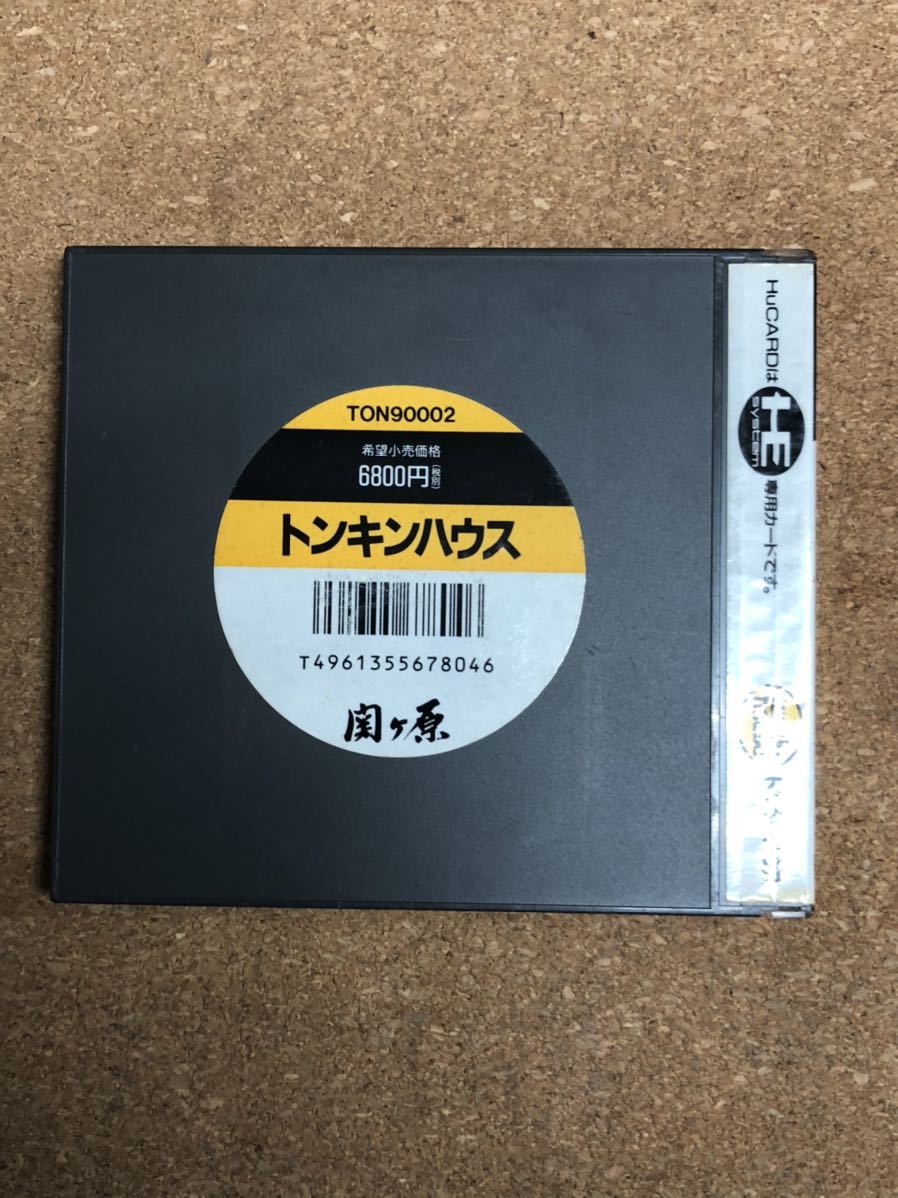 TON90002
希望小売価格
6800円(税別)
トンキンハウス
T4961355678046
関ヶ原
HuCARDは HE system 専用カードです。